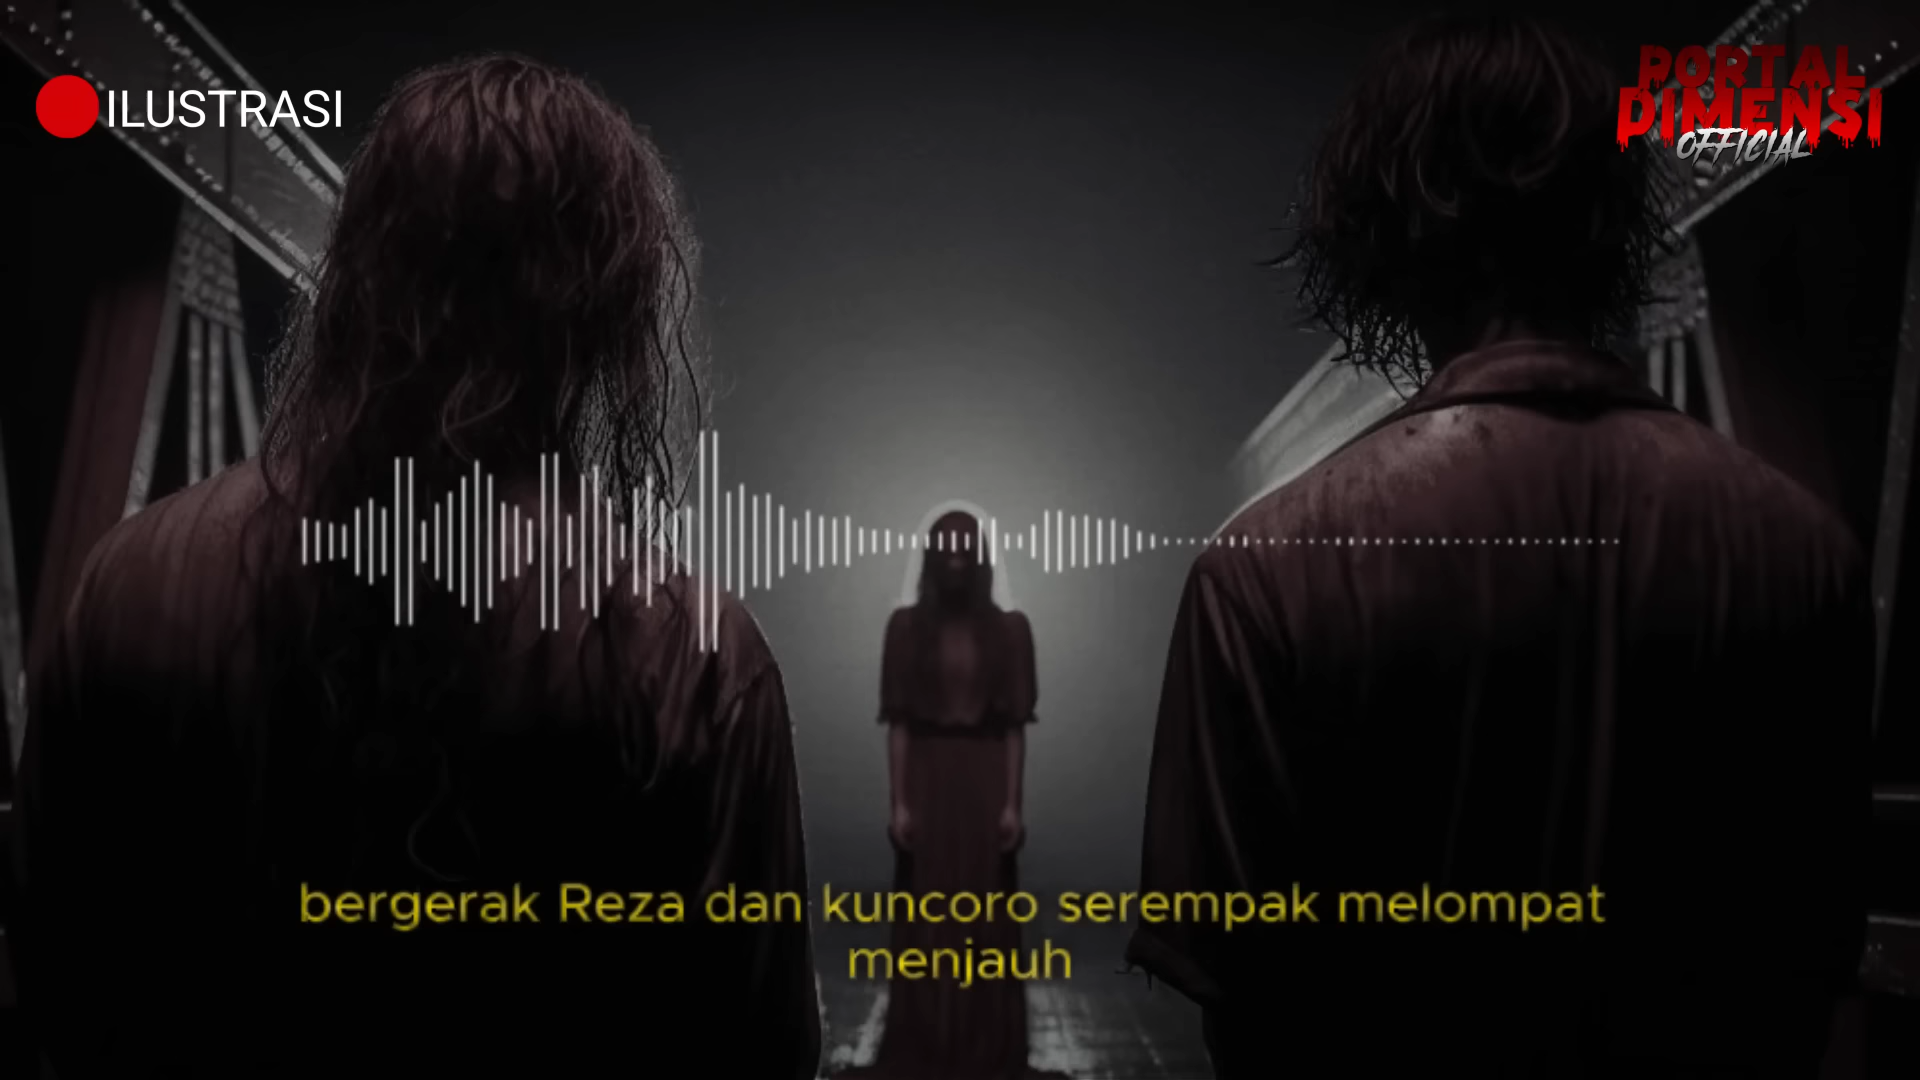 ILUSTRASI
PORTAL
DIMENSI
OFFICIAL
bergerak Reza dan kuncoro serempak melompat
menjauh